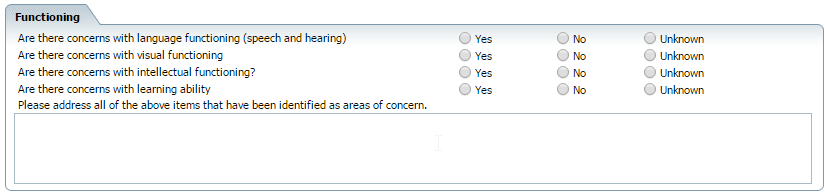 Functioning
Are there concerns with language functioning (speech and hearing) Yes No Unknown
Are there concerns with visual functioning Yes No Unknown
Are there concerns with intellectual functioning? Yes No Unknown
Are there concerns with learning ability Yes No Unknown
Please address all of the above items that have been identified as areas of concern.